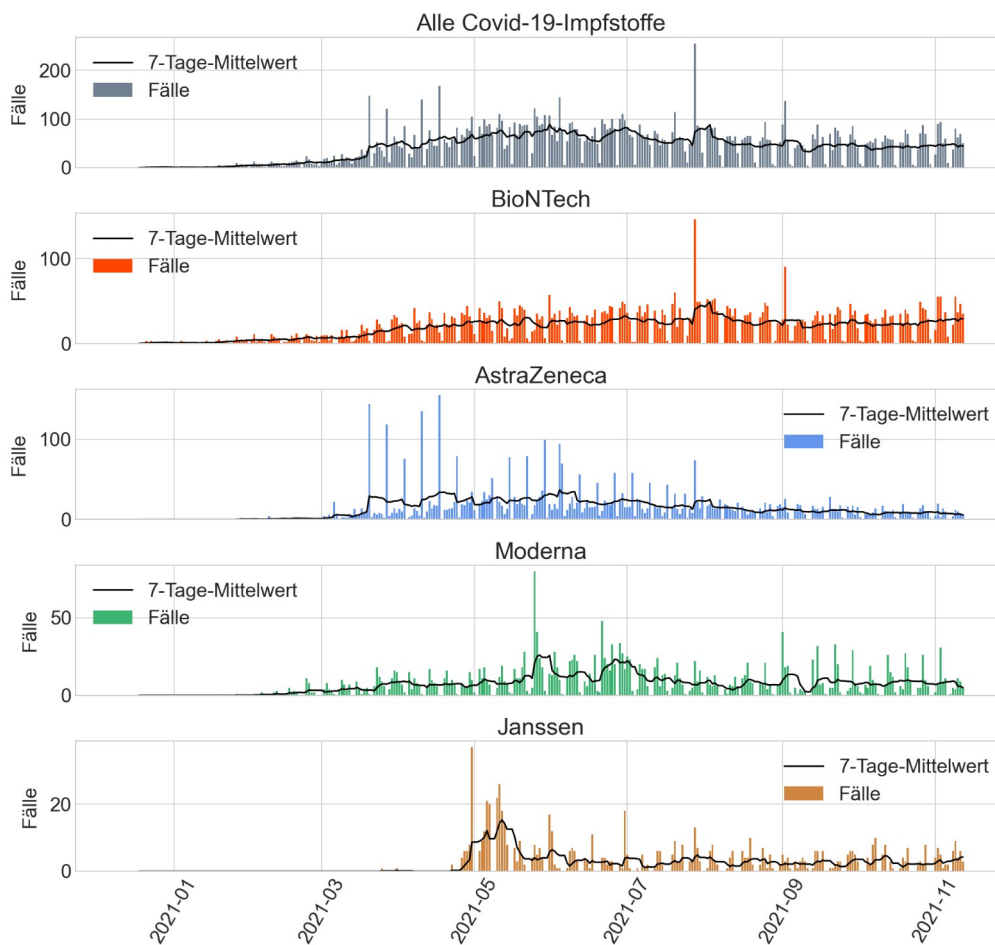 Alle Covid-19-Impfstoffe
Fälle
200
100
0
7-Tage-Mittelwert
Fälle
BioNTech
Fälle
100
0
7-Tage-Mittelwert
Fälle
AstraZeneca
Fälle
100
0
7-Tage-Mittelwert
Fälle
Moderna
Fälle
50
0
7-Tage-Mittelwert
Fälle
Janssen
Fälle
20
0
7-Tage-Mittelwert
Fälle
2021-01
2021-03
2021-05
2021-07
2021-09
2021-11